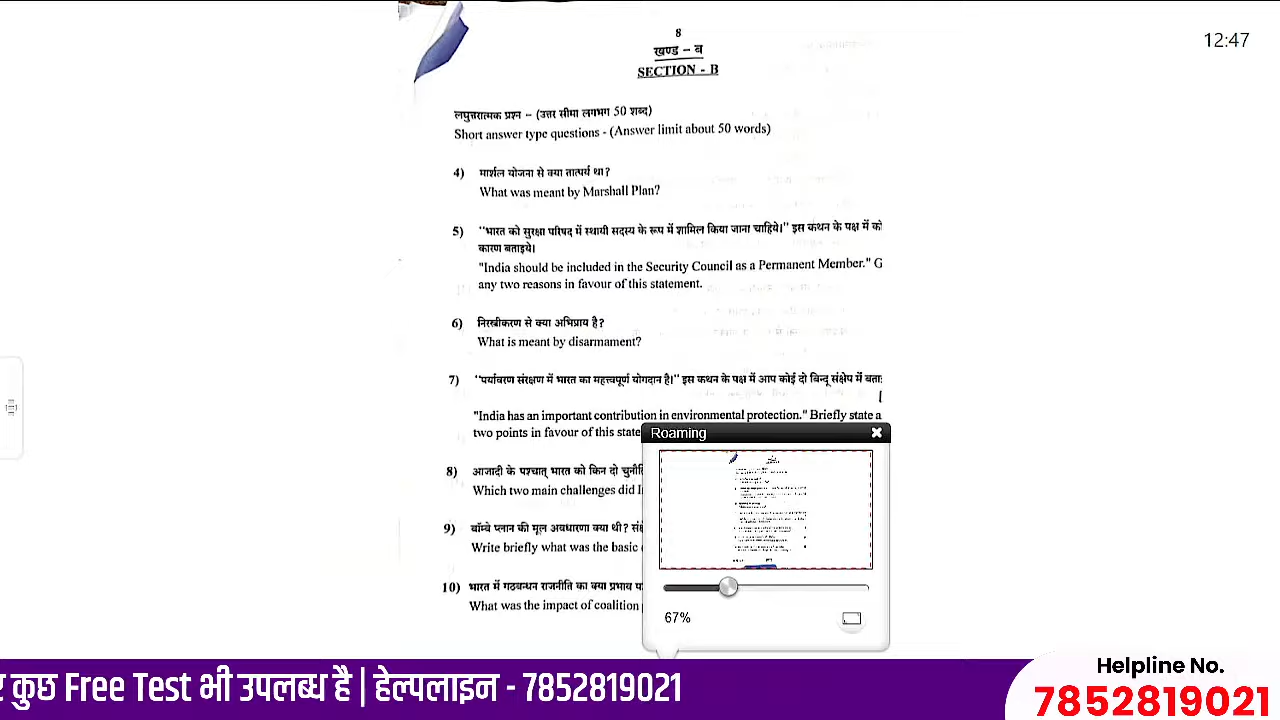 12:47
8
खण्ड – ब
SECTION - B
लघुत्तरात्मक प्रश्न – (उत्तर सीमा लगभग 50 शब्द)
Short answer type questions - (Answer limit about 50 words)
4) मार्शल योजना से क्या तात्पर्य था?
What was meant by Marshall Plan?
5) "भारत को सुरक्षा परिषद में स्थायी सदस्य के रूप में शामिल किया जाना चाहिये।" इस कथन के पक्ष में को
कारण बताइये।
"India should be included in the Security Council as a Permanent Member." G
any two reasons in favour of this statement.
6) निरस्त्रीकरण से क्या अभिप्राय है?
What is meant by disarmament?
7) "पर्यावरण संरक्षण में भारत का महत्त्वपूर्ण योगदान है।" इस कथन के पक्ष में आप कोई दो बिन्दू संक्षेप में बता
[
"India has an important contribution in environmental protection." Briefly state a
two points in favour of this state
8) आजादी के पश्चात् भारत को किन दो चुनौति
Which two main challenges did I
9) बॉम्बे प्लान की मूल अवधारणा क्या थी? सं
Write briefly what was the basic
10) भारत में गठबन्धन राजनीति का क्या प्रभाव प
What was the impact of coalition
Roaming
67%
कुछ Free Test भी उपलब्ध है | हेल्पलाइन - 7852819021
Helpline No.
7852819021